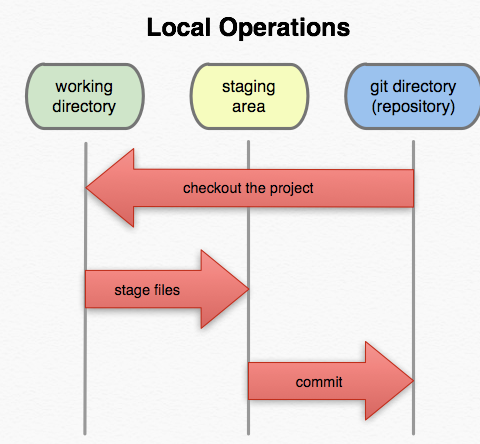 Local Operations
working
directory
staging
area
git directory
(repository)
checkout the project
stage files
commit